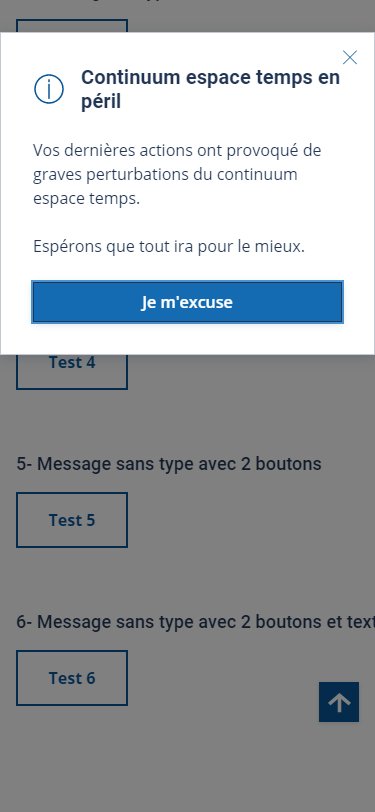 Continuum espace temps en
péril
Vos dernières actions ont provoqué de
graves perturbations du continuum
espace temps.
Espérons que tout ira pour le mieux.
Je m'excuse
Test 4
5- Message sans type avec 2 boutons
Test 5
6- Message sans type avec 2 boutons et text
Test 6